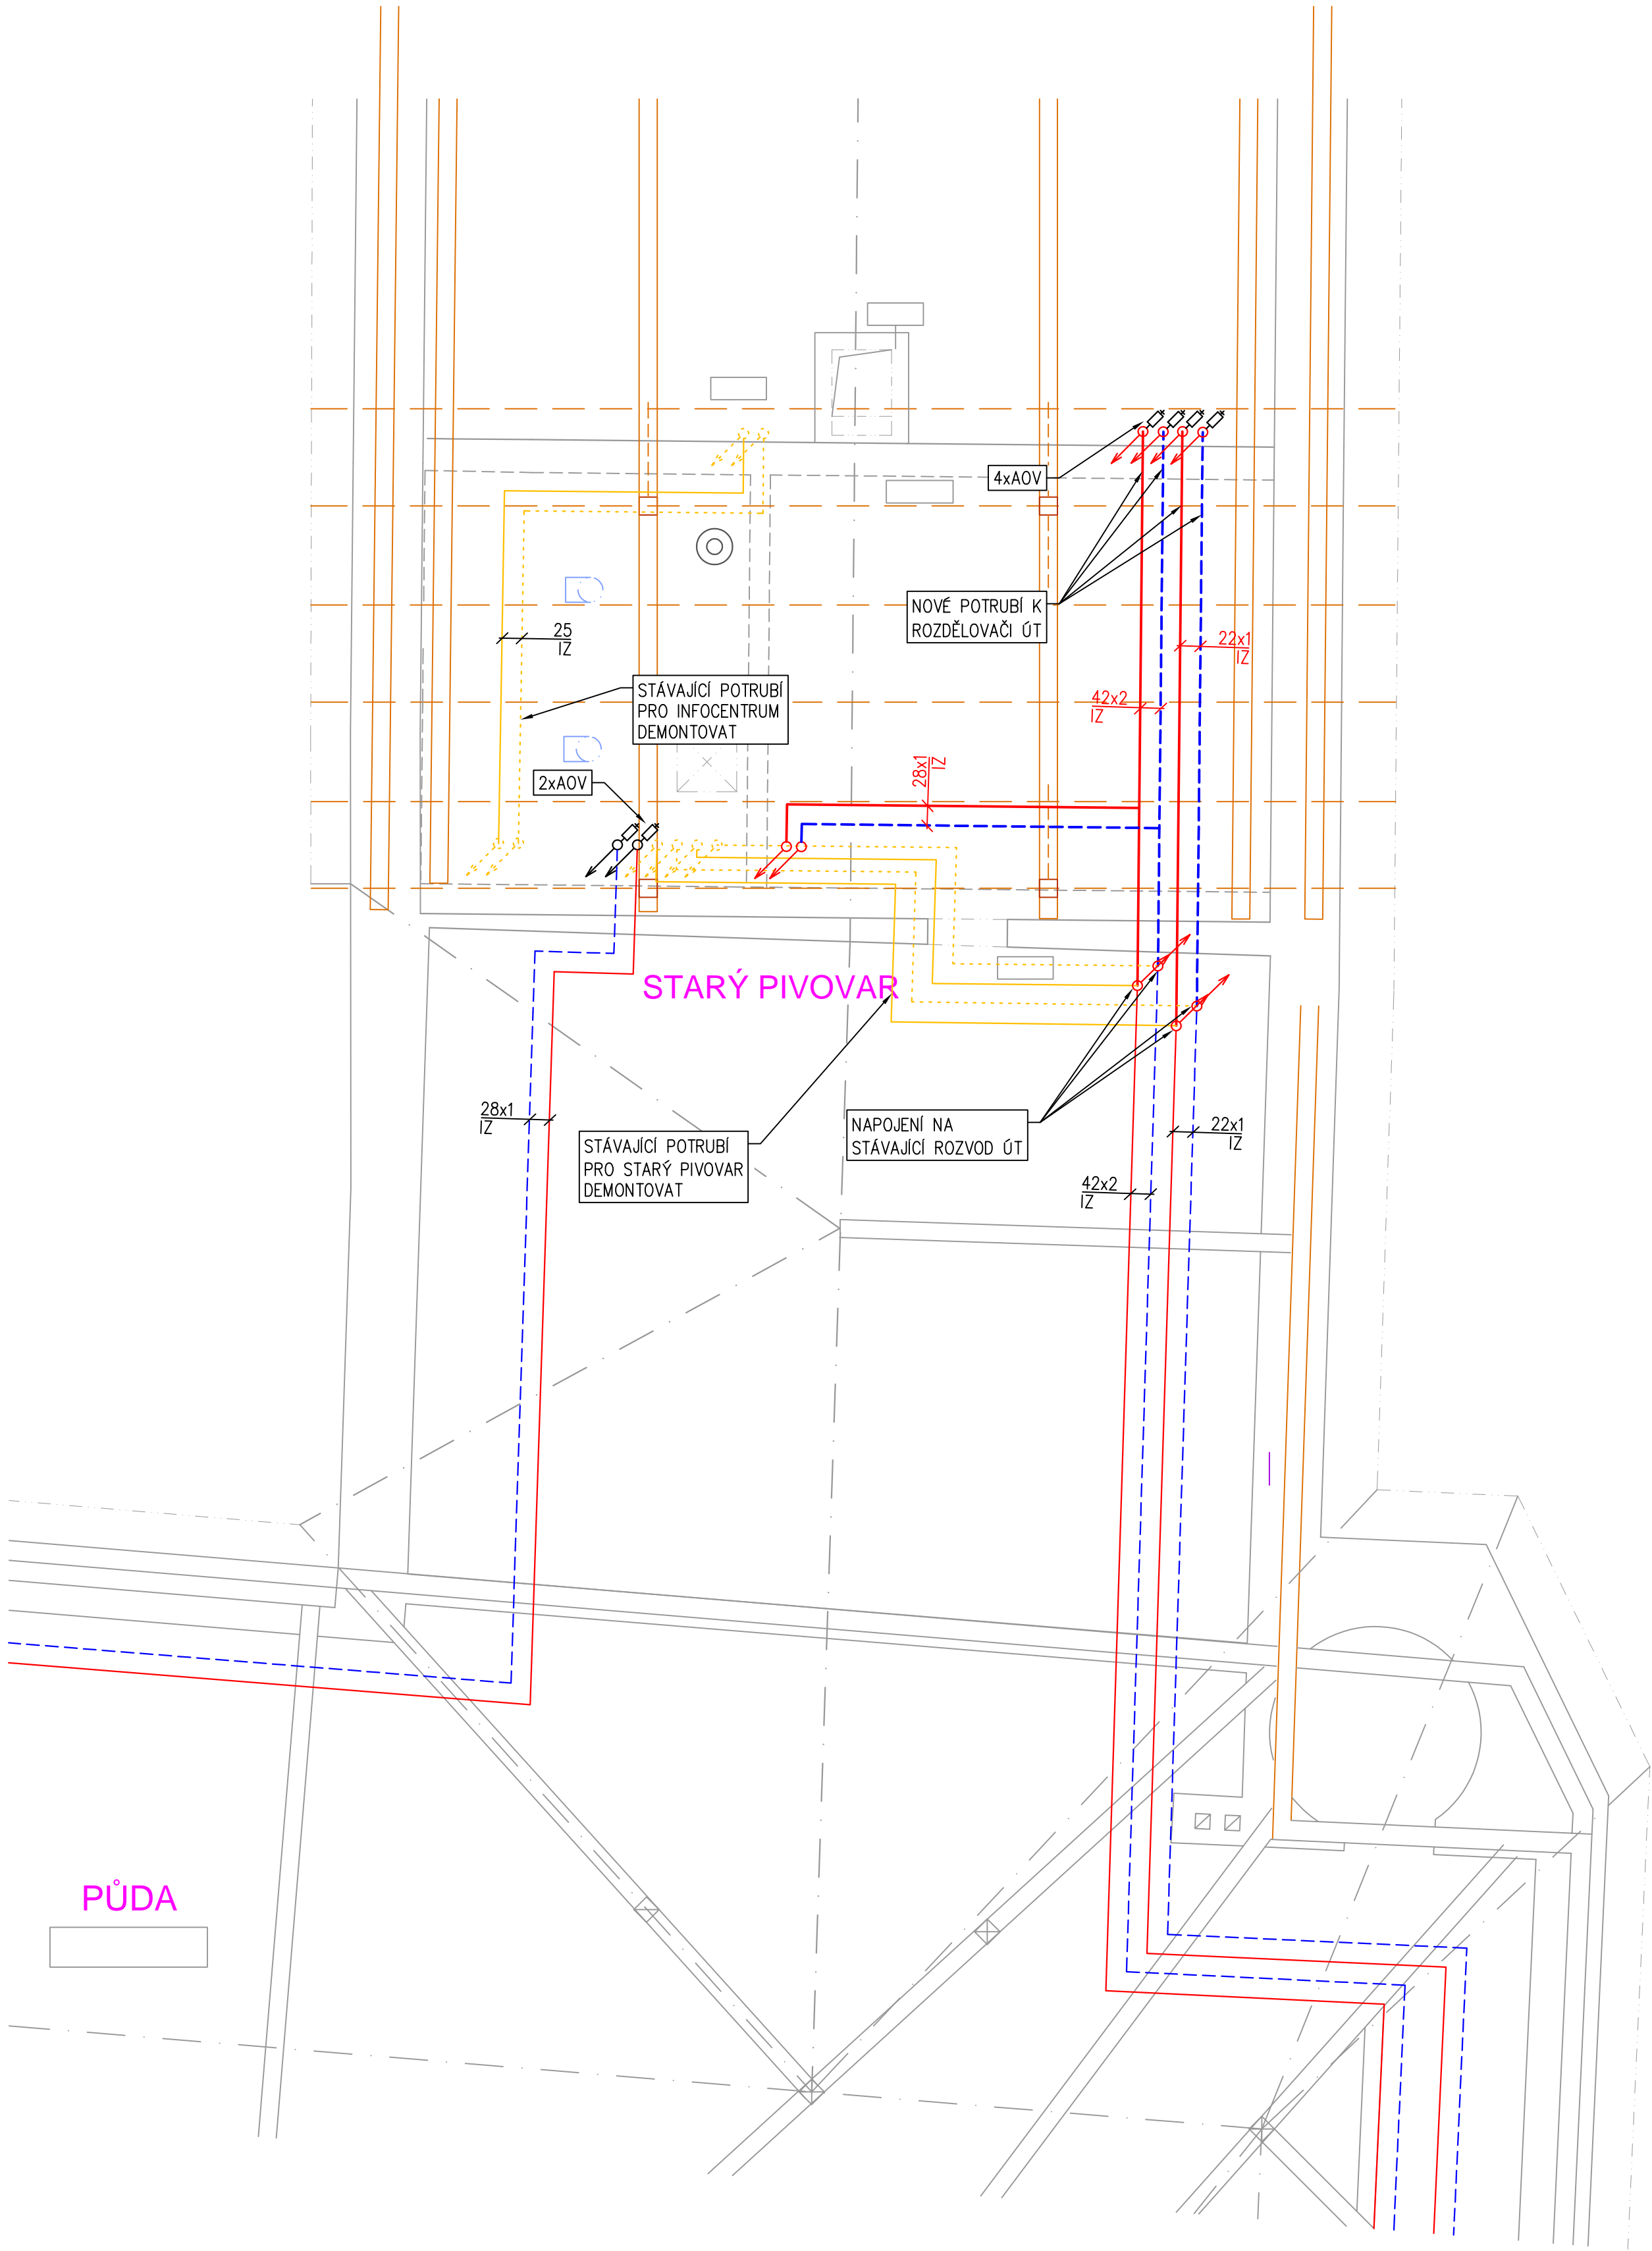 4xAOV
NOVÉ POTRUBÍ K
ROZDĚLOVAČI ÚT
22x1
IZ
25
IZ
STÁVAJÍCÍ POTRUBÍ
PRO INFOCENTRUM
DEMONTOVAT
42x2
IZ
28x1
IZ
2xAOV
STARÝ PIVOVAR
28x1
IZ
STÁVAJÍCÍ POTRUBÍ
PRO STARÝ PIVOVAR
DEMONTOVAT
NAPOJENÍ NA
STÁVAJÍCÍ ROZVOD ÚT
22x1
IZ
42x2
IZ
PŮDA